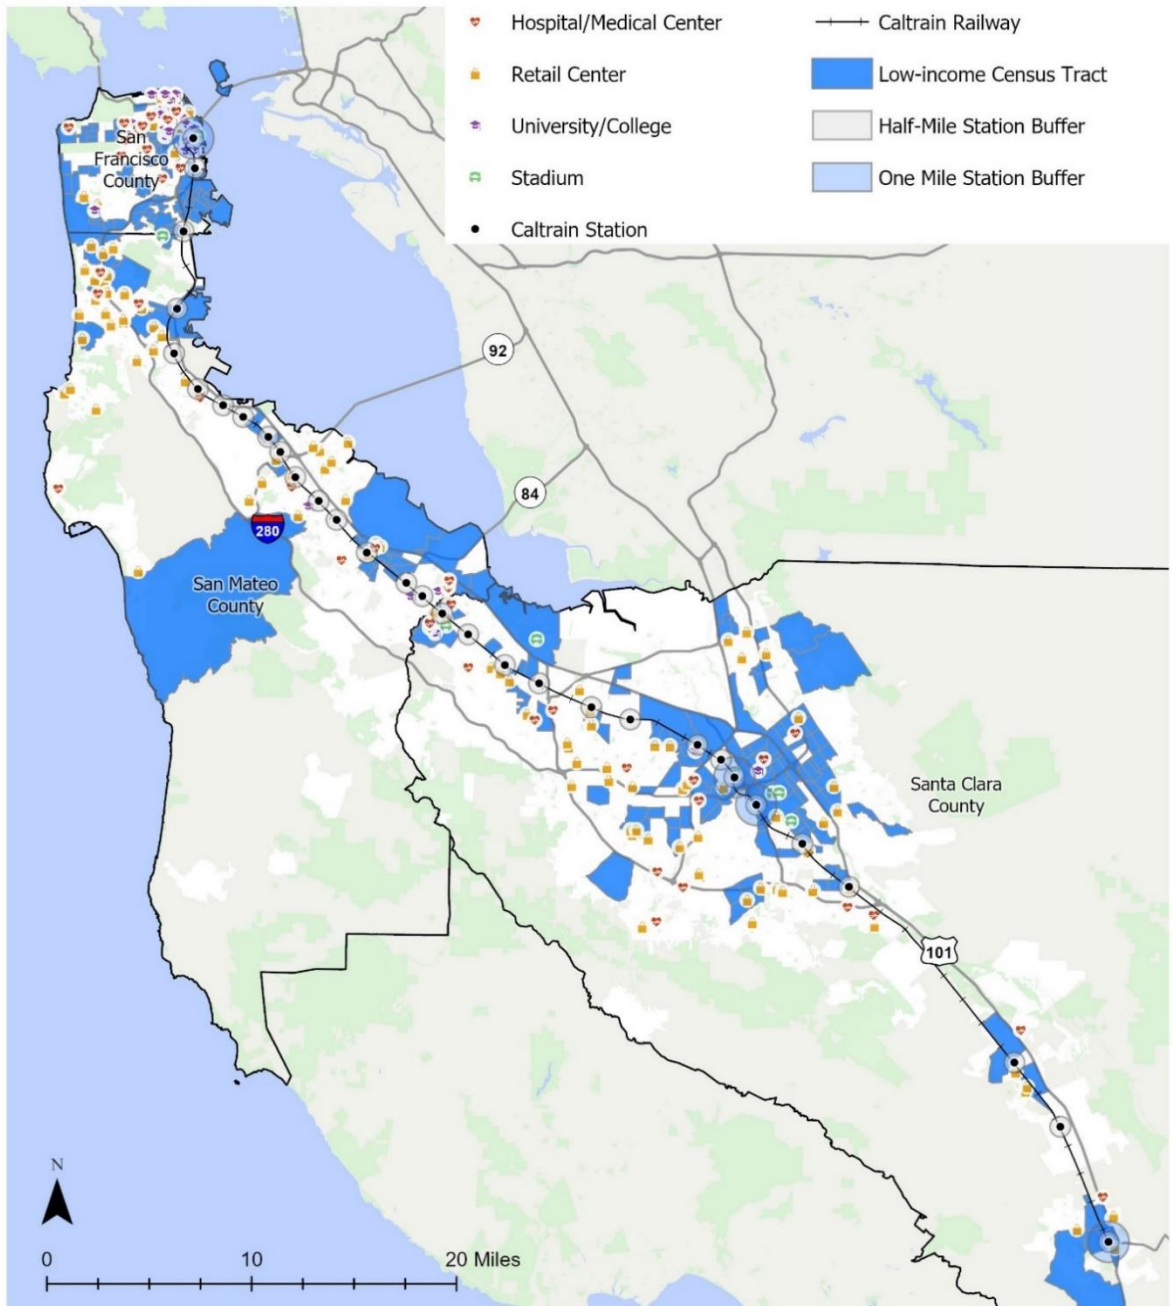 Hospital/Medical Center
Retail Center
University/College
Stadium
Caltrain Station
Caltrain Railway
Low-income Census Tract
Half-Mile Station Buffer
One Mile Station Buffer
San
Francisco
County
92
84
280
San Mateo
County
Santa Clara
County
101
N
0 10 20 Miles